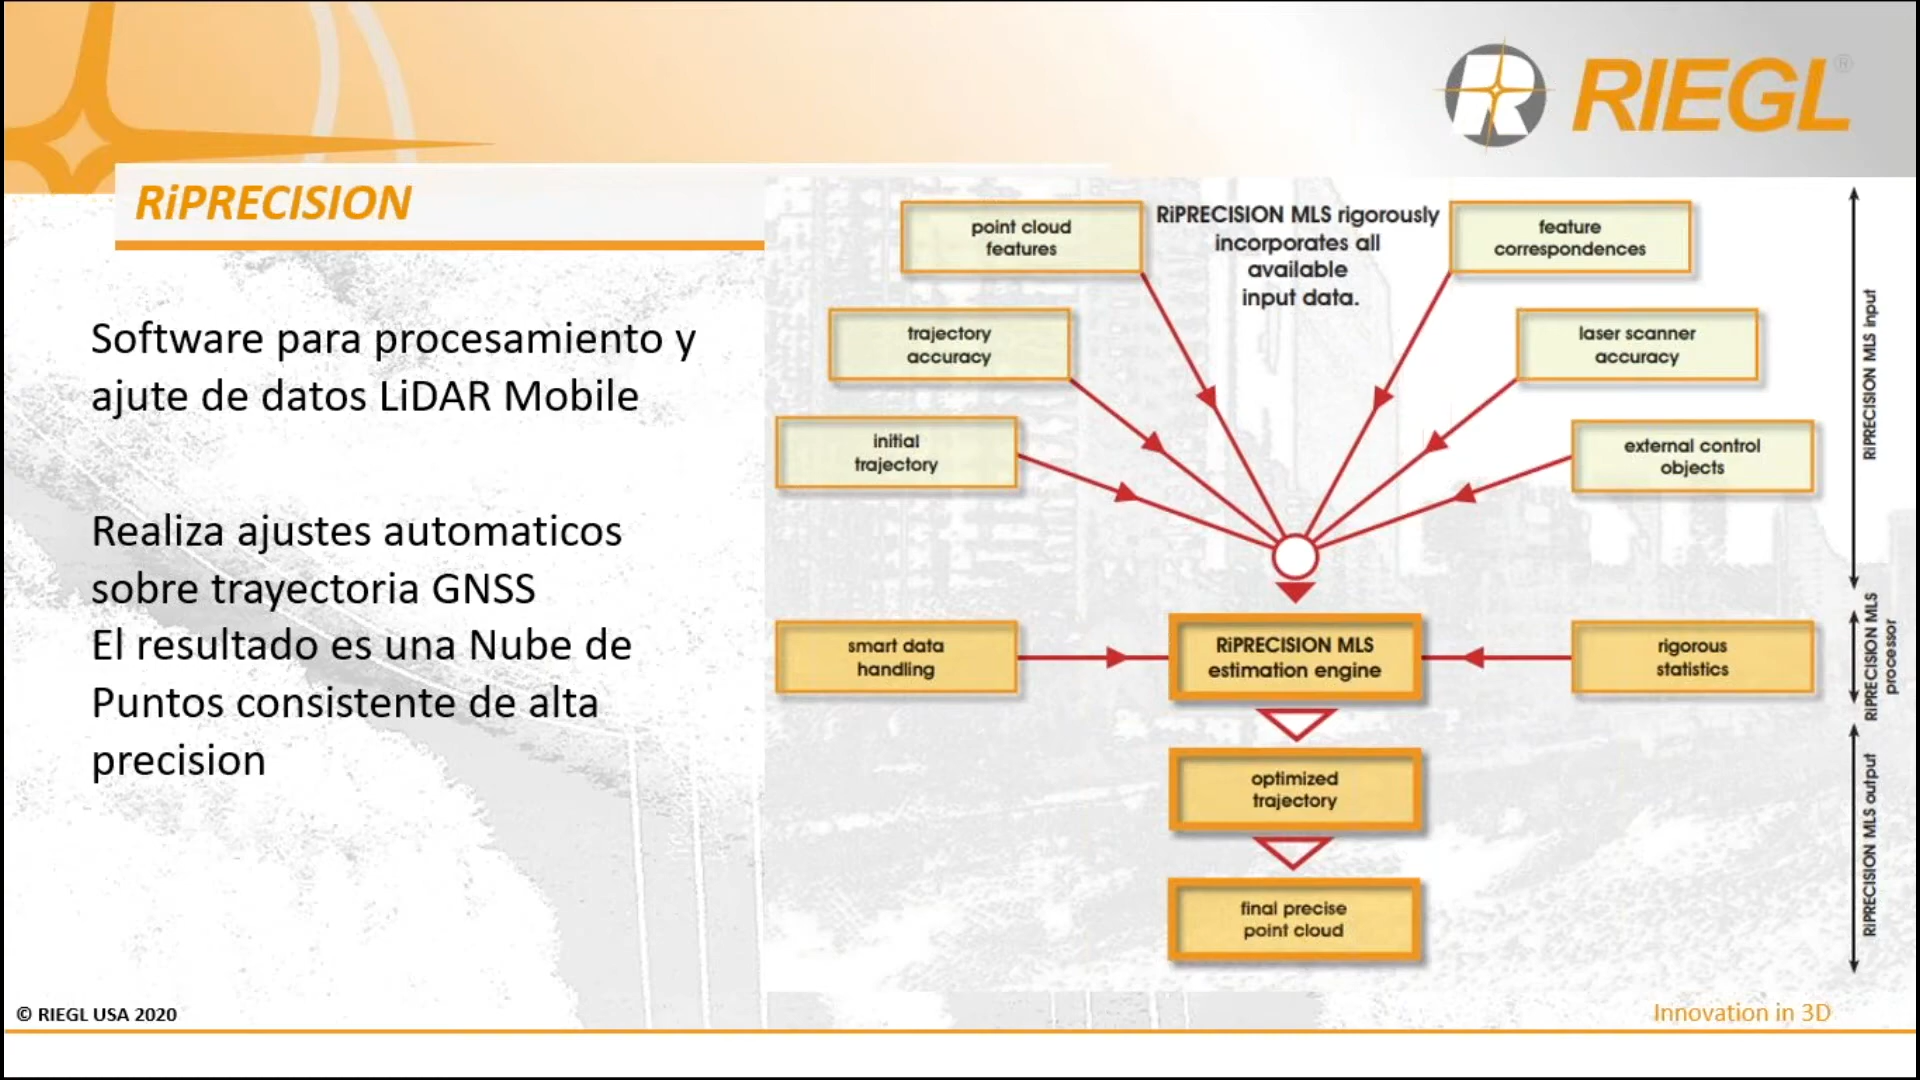 RIEGL®
RiPRECISION
Software para procesamiento y
ajute de datos LiDAR Mobile
Realiza ajustes automaticos
sobre trayectoria GNSS
El resultado es una Nube de
Puntos consistente de alta
precision
RiPRECISION MLS rigorously
incorporates all
available
input data.
point cloud
features
feature
correspondences
trajectory
accuracy
laser scanner
accuracy
initial
trajectory
external control
objects
smart data
handling
RiPRECISION MLS
estimation engine
rigorous
statistics
optimized
trajectory
final precise
point cloud
RiPRECISION MLS input
RiPRECISION MLS
processor
RiPRECISION MLS output
© RIEGL USA 2020
Innovation in 3D